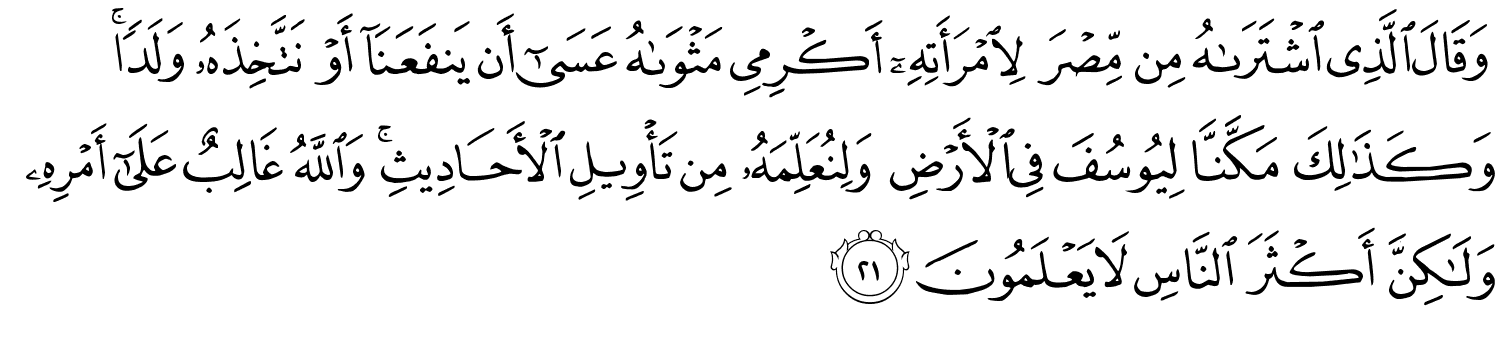 وَقَالَ ٱلَّذِى ٱشْتَرَىٰهُ مِن مِّصْرَ لِٱمْرَأَتِهِۦٓ أَكْرِمِى مَثْوَىٰهُ عَسَىٰٓ أَن يَنفَعَنَآ أَوْ نَتَّخِذَهُۥ وَلَدًۭا ۚ
وَكَذَٰلِكَ مَكَّنَّا لِيُوسُفَ فِى ٱلْأَرْضِ وَلِنُعَلِّمَهُۥ مِن تَأْوِيلِ ٱلْأَحَادِيثِ ۚ وَٱللَّهُ غَالِبٌ عَلَىٰٓ أَمْرِهِۦ
وَلَـٰكِنَّ أَكْثَرَ ٱلنَّاسِ لَا يَعْلَمُونَ ٢١